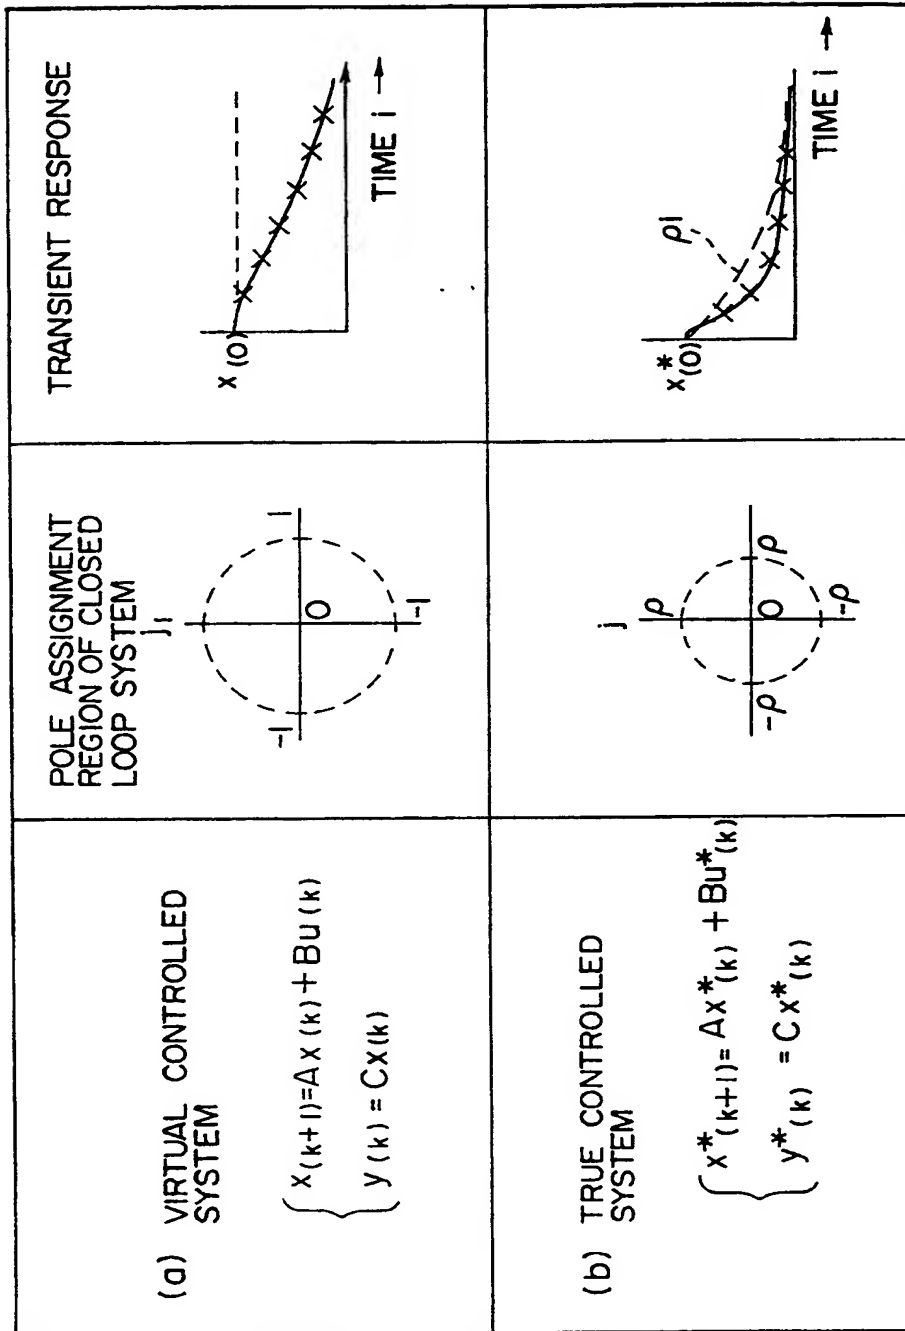 POLE ASSIGNMENT
REGION OF CLOSED
LOOP SYSTEM
TRANSIENT RESPONSE
(a) VIRTUAL CONTROLLED
SYSTEM
x(k+1)=Ax(k)+Bu(k)
y(k)=Cx(k)
j1
-1
1
0
-1
x(0)
TIME i →
(b) TRUE CONTROLLED
SYSTEM
x*(k+1)=Ax*(k)+Bu*(k)
y*(k) =Cx*(k)
j
ρ
-ρ
ρ
0
-ρ
x*(0)
ρi
TIME i →